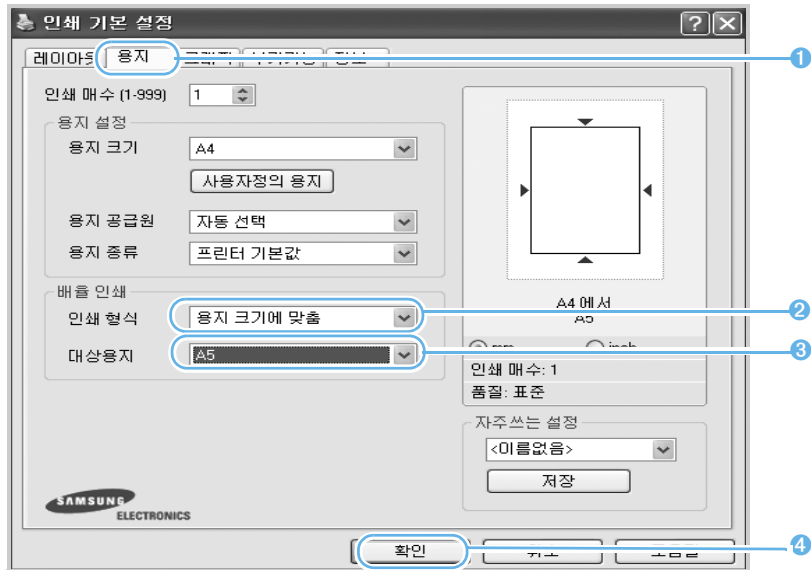 인쇄 기본 설정
레이아웃 용지
1
인쇄 매수 (1-999) 1
용지 설정
용지 크기 A4
사용자정의 용지
용지 공급원 자동 선택
용지 종류 프린터 기본값
배율 인쇄
인쇄 형식 용지 크기에 맞춤
2
대상용지 A5
3
A4 에서
A5
인쇄 매수: 1
품질: 표준
자주쓰는 설정
<이름없음>
저장
SAMSUNG
ELECTRONICS
확인
4